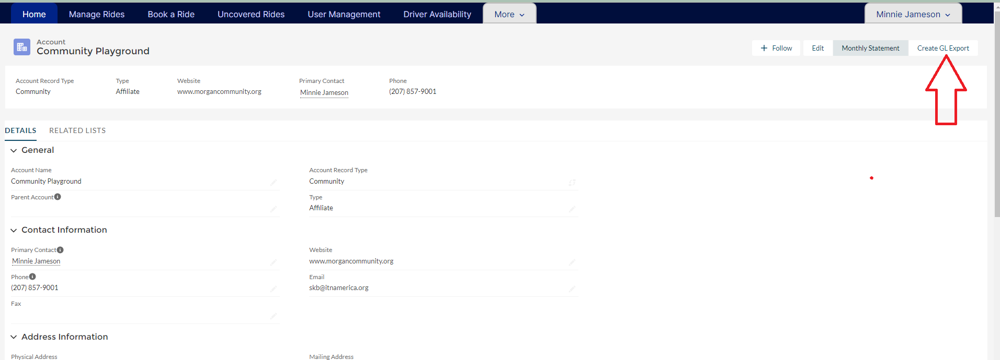 Home Manage Rides Book a Ride Uncovered Rides User Management Driver Availability More Minnie Jameson
Account
Community Playground
Follow Edit Monthly Statement Create GL Export
Account Record Type Type Website Primary Contact Phone
Community Affiliate www.morgancommunity.org Minnie Jameson (207) 857-9001
DETAILS RELATED LISTS
General
Account Name Account Record Type
Community Playground Community
Parent Account Type
Affiliate
Contact Information
Primary Contact Website
Minnie Jameson www.morgancommunity.org
Phone Email
(207) 857-9001 skb@itnamerica.org
Fax
Address Information
Physical Address Mailing Address